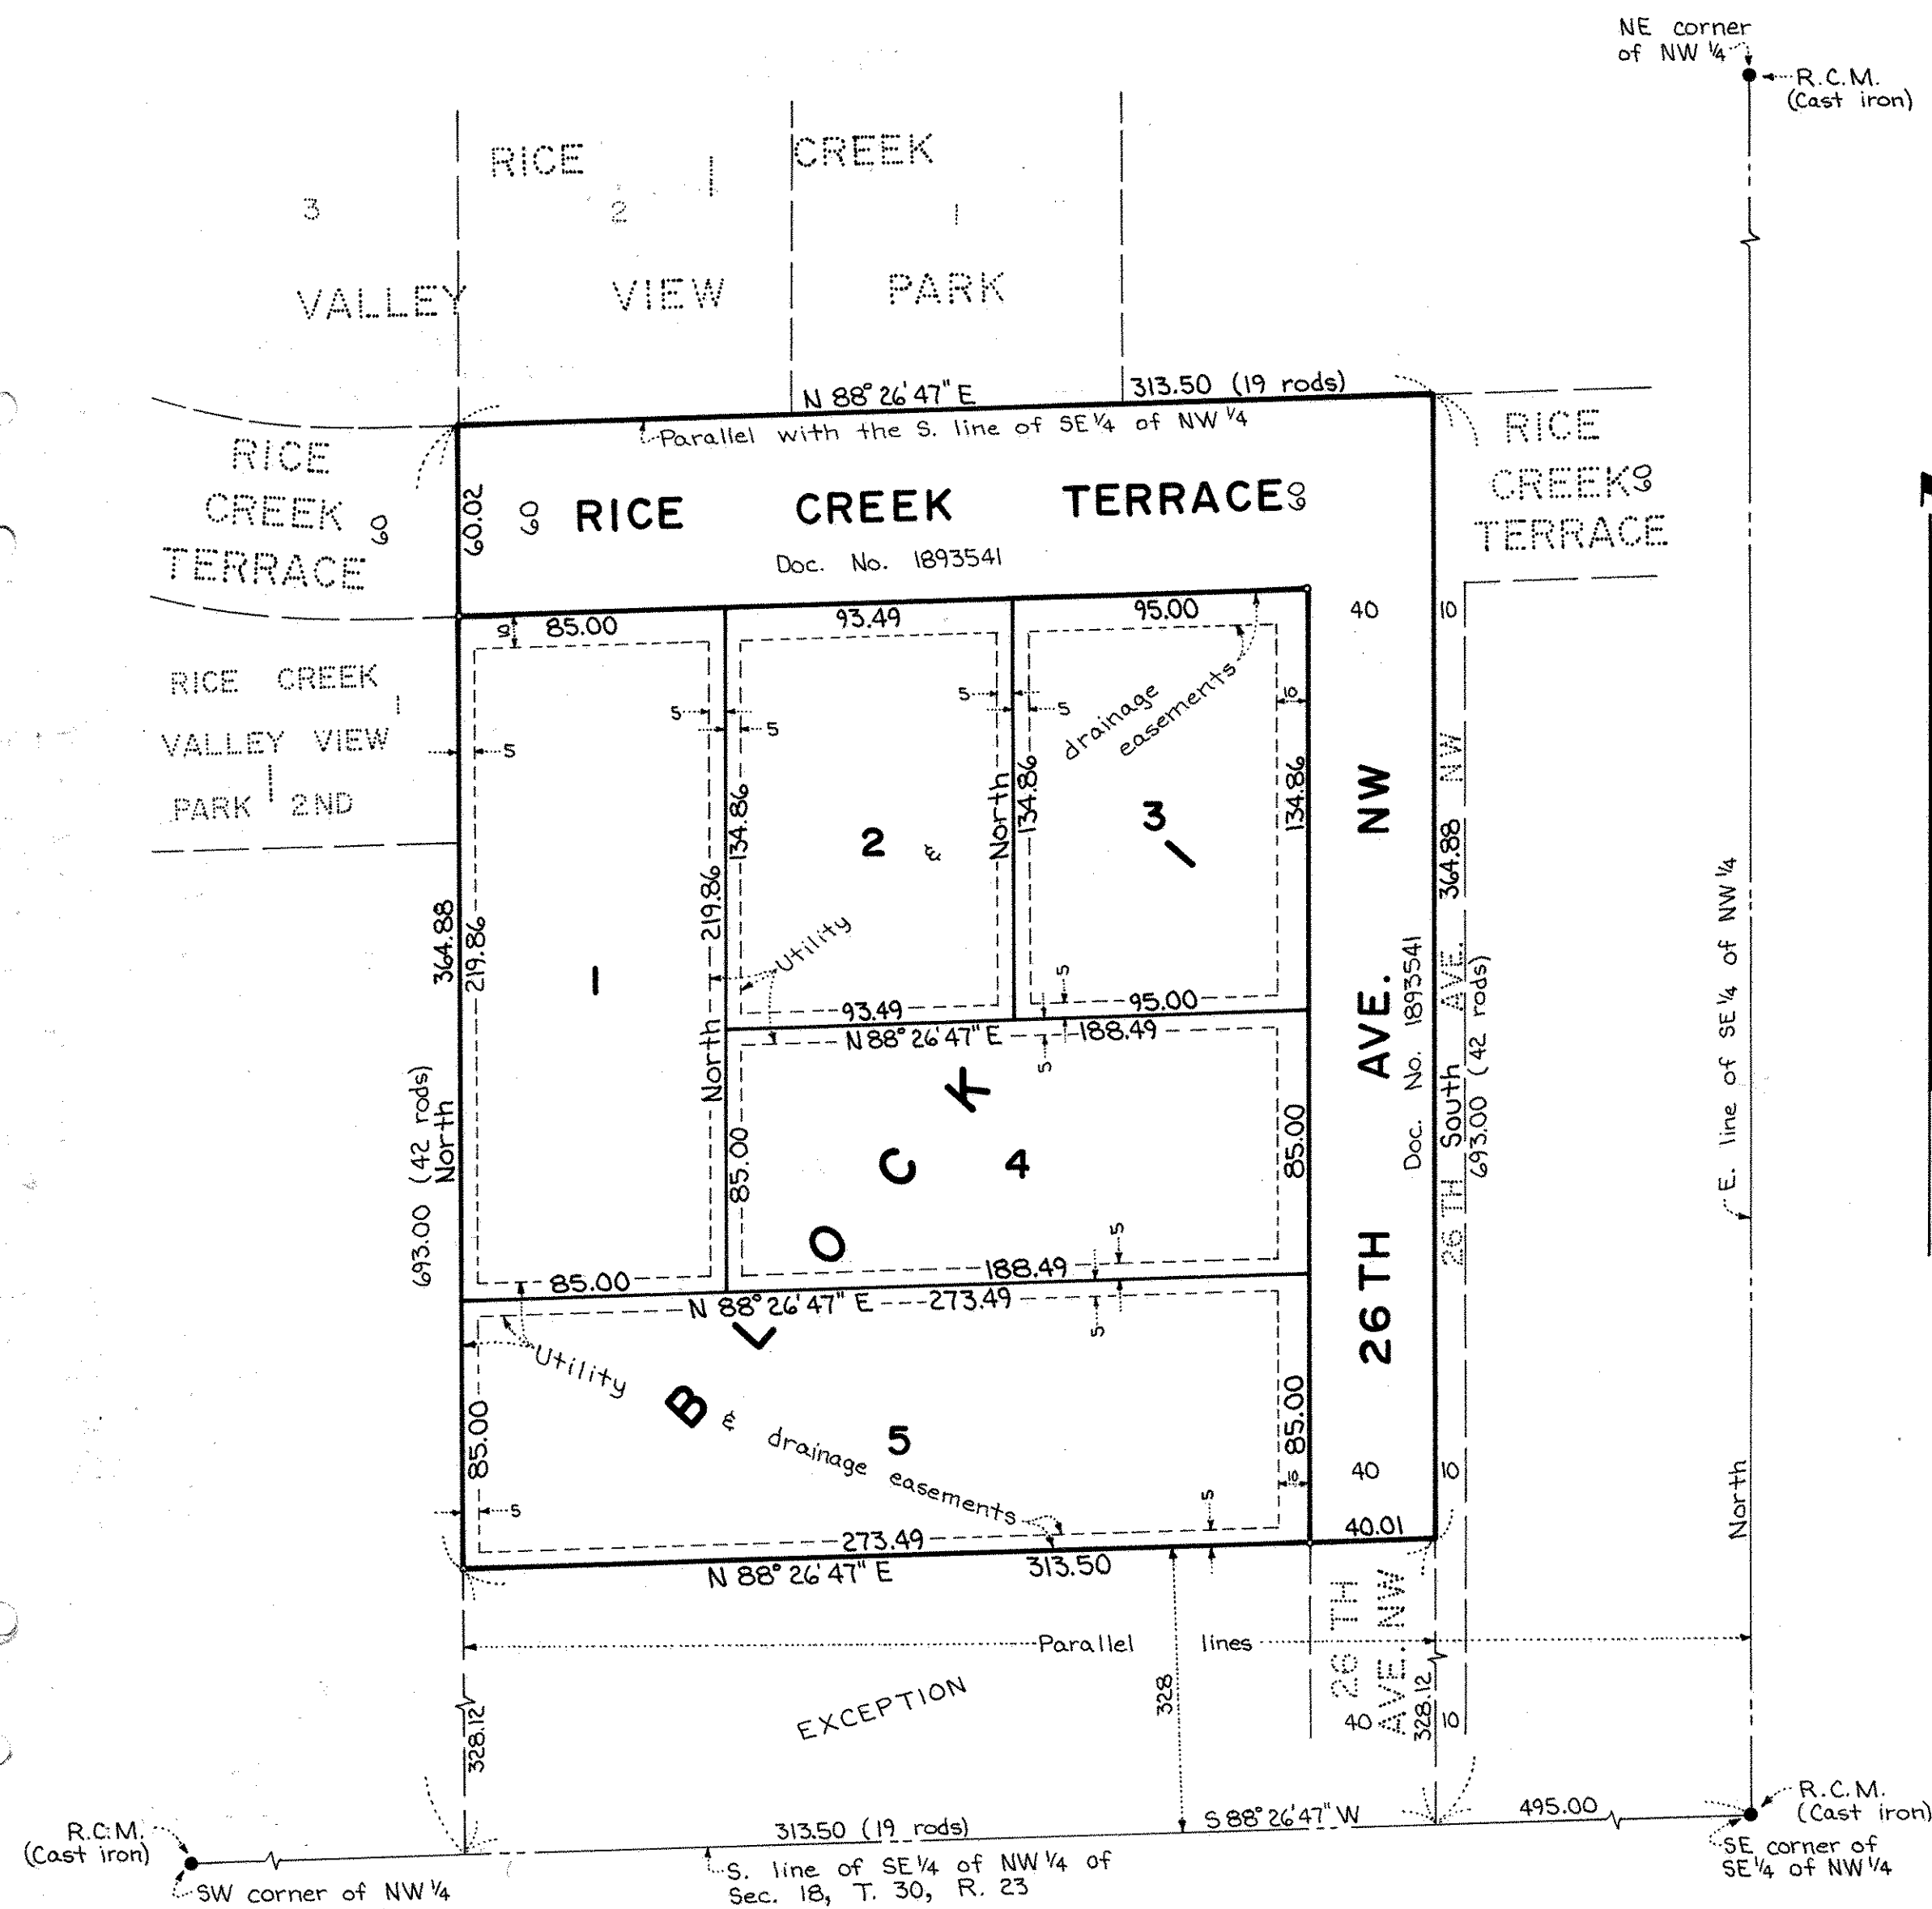 NE corner
of NW 1/4
R.C.M.
(Cast iron)
RICE CREEK
1
3 2 1
VALLEY VIEW PARK
N 88° 26' 47" E 313.50 (19 rods)
Parallel with the S. line of SE 1/4 of NW 1/4
RICE
CREEK 60
TERRACE
60.02
60
RICE CREEK TERRACE 60
Doc. No. 1893541
RICE
CREEK 60
TERRACE
85.00
93.49
95.00
40
10
10
RICE CREEK
1
VALLEY VIEW
PARK 2ND
5
5
5
5
5
10
drainage
easements
134.86
219.86
North
134.86
134.86
2 &
3
1
1
364.88
219.86
North
693.00 (42 rods)
North
Utility
93.49
95.00
5
N 88° 26' 47" E 188.49
5
85.00
4
85.00
5
188.49
85.00
N 88° 26' 47" E 273.49
5
BLOCK
Utility
& drainage easements
5
85.00
85.00
10
5
5
273.49
40.01
N 88° 26' 47" E 313.50
26TH AVE. NW
Doc. No. 1893541
26 TH AVE. NW
South 364.88
693.00 (42 rods)
40
10
E. line of SE 1/4 of NW 1/4
North
Parallel lines
EXCEPTION
328
328.12
26 TH
AVE. NW
40
328.12
10
R.C.M.
(Cast iron)
SW corner of NW 1/4
313.50 (19 rods)
S 88° 26' 47" W
495.00
S. line of SE 1/4 of NW 1/4 of
Sec. 18, T. 30, R. 23
R.C.M.
(Cast iron)
SE corner of
SE 1/4 of NW 1/4